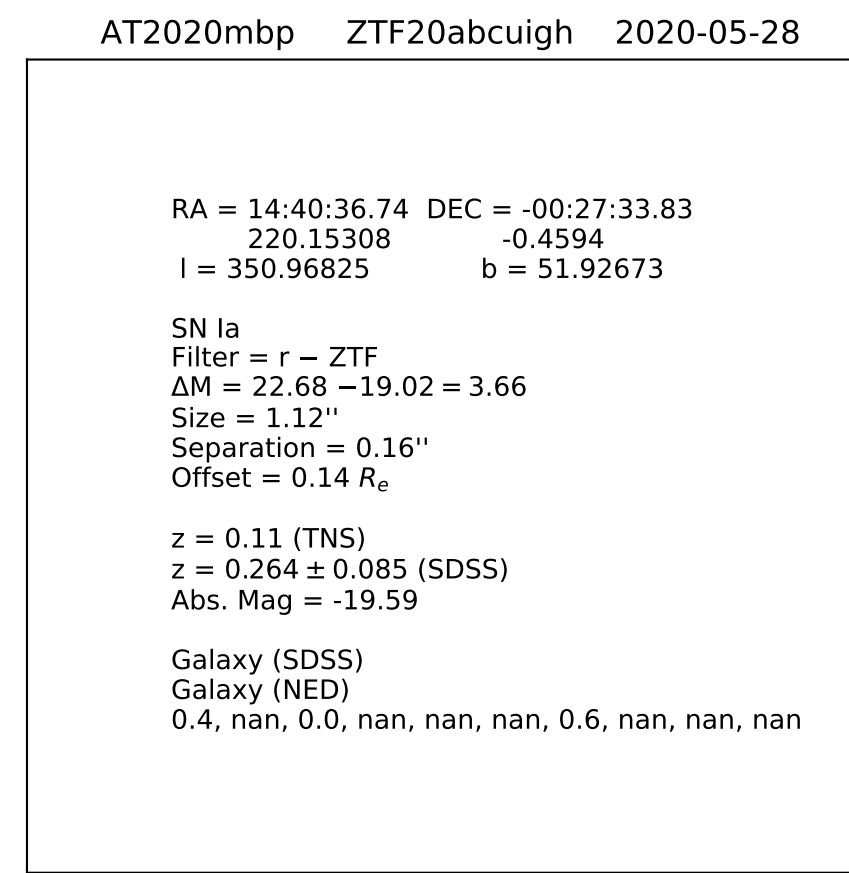 AT2020mbp ZTF20abcuigh 2020-05-28
RA = 14:40:36.74 DEC = -00:27:33.83
220.15308 -0.4594
l = 350.96825 b = 51.92673
SN Ia
Filter = r − ZTF
ΔM = 22.68 −19.02 = 3.66
Size = 1.12''
Separation = 0.16''
Offset = 0.14 Re
z = 0.11 (TNS)
z = 0.264 ± 0.085 (SDSS)
Abs. Mag = -19.59
Galaxy (SDSS)
Galaxy (NED)
0.4, nan, 0.0, nan, nan, nan, 0.6, nan, nan, nan